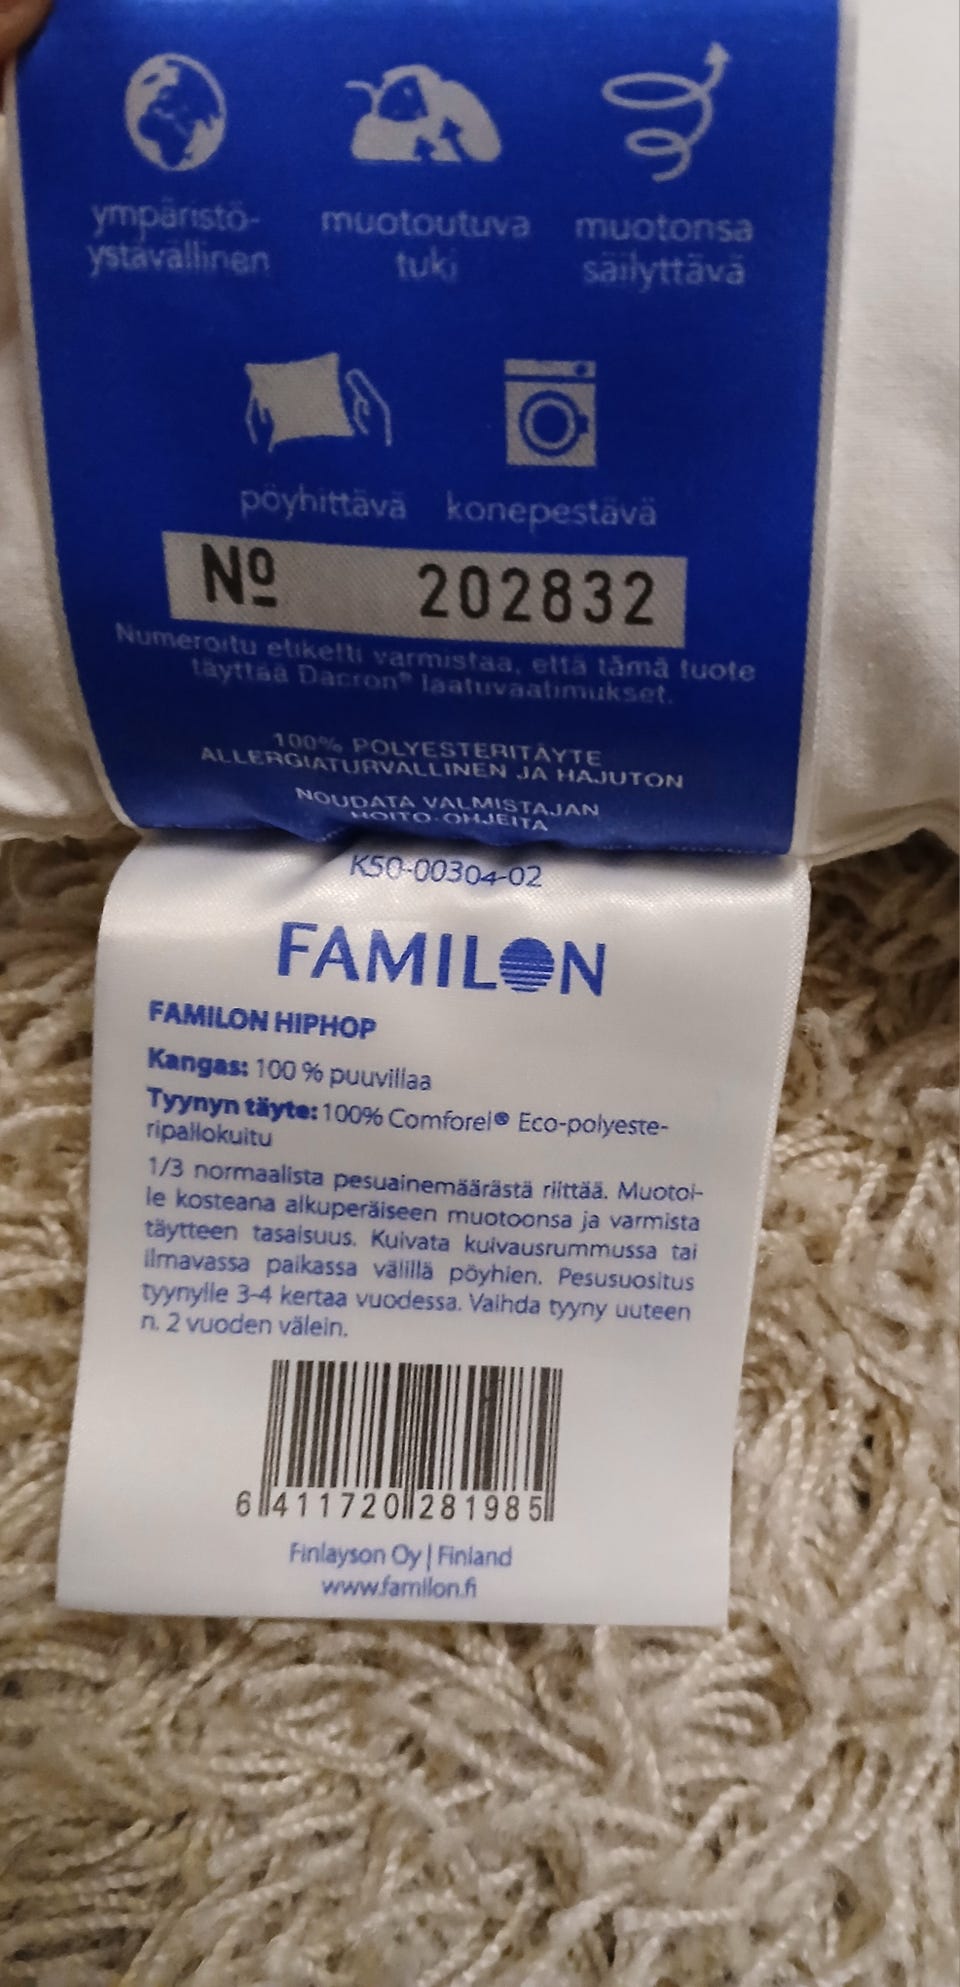 ympäristö-
ystävällinen
muotoutuva
tuki
muotonsa
säilyttävä
pöyhittävä
konepestävä
Nº 202832
Numeroitu etiketti varmistaa, että tämä tuote
täyttää Dacron® laatuvaatimukset.
100% POLYESTERITÄYTE
ALLERGIATURVALLINEN JA HAJUTON
NOUDATA VALMISTAJAN
HOITO-OHJEITA
K50-00304-02
FAMILON
FAMILON HIPHOP
Kangas: 100 % puuvillaa
Tyynyn täyte: 100% Comforel® Eco-polyeste-
ripallokuitu
1/3 normaalista pesuainemäärästä riittää. Muotoi-
le kosteana alkuperäiseen muotoonsa ja varmista
täytteen tasaisuus. Kuivata kuivausrummussa tai
ilmavassa paikassa välillä pöyhien. Pesusuositus
tyynylle 3-4 kertaa vuodessa. Vaihda tyyny uuteen
n. 2 vuoden välein.
6 411720 281985
Finlayson Oy | Finland
www.familon.fi